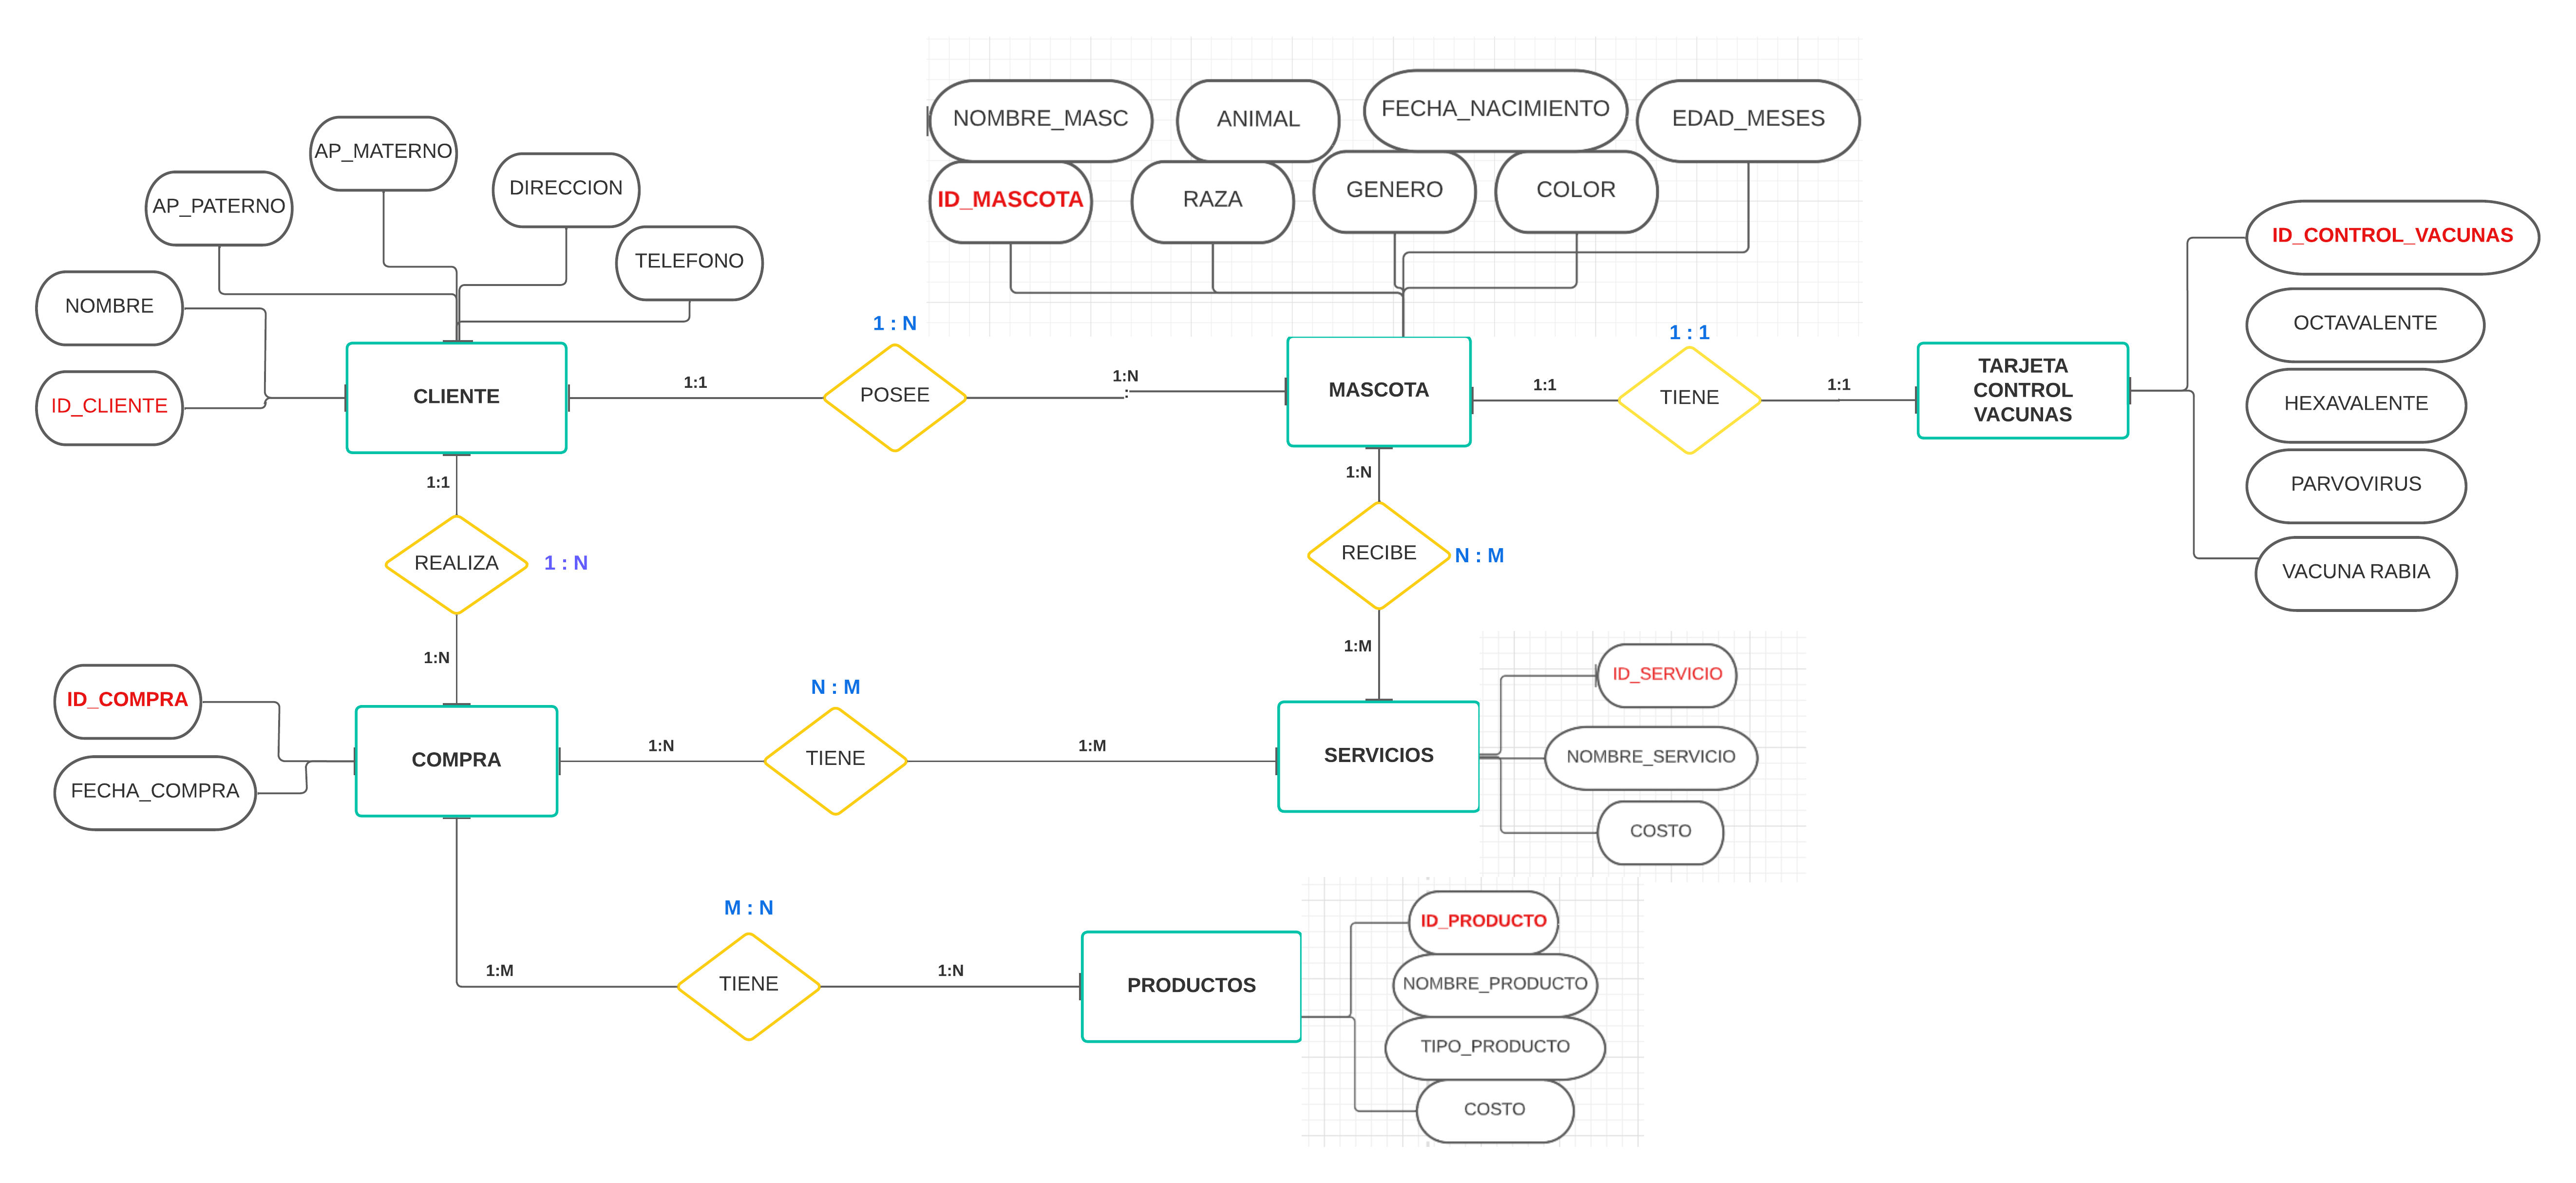 NOMBRE_MASC
ANIMAL
FECHA_NACIMIENTO
EDAD_MESES
ID_MASCOTA
RAZA
GENERO
COLOR
AP_MATERNO
AP_PATERNO
DIRECCION
TELEFONO
NOMBRE
ID_CLIENTE
CLIENTE
1:1
1 : N
POSEE
1:N
:
MASCOTA
1:1
1 : 1
TIENE
1:1
TARJETA
CONTROL
VACUNAS
ID_CONTROL_VACUNAS
OCTAVALENTE
HEXAVALENTE
PARVOVIRUS
VACUNA RABIA
1:1
REALIZA
1 : N
1:N
1:N
RECIBE
N : M
1:M
ID_COMPRA
FECHA_COMPRA
COMPRA
1:N
N : M
TIENE
1:M
SERVICIOS
ID_SERVICIO
NOMBRE_SERVICIO
COSTO
1:M
M : N
TIENE
1:N
PRODUCTOS
ID_PRODUCTO
NOMBRE_PRODUCTO
TIPO_PRODUCTO
COSTO